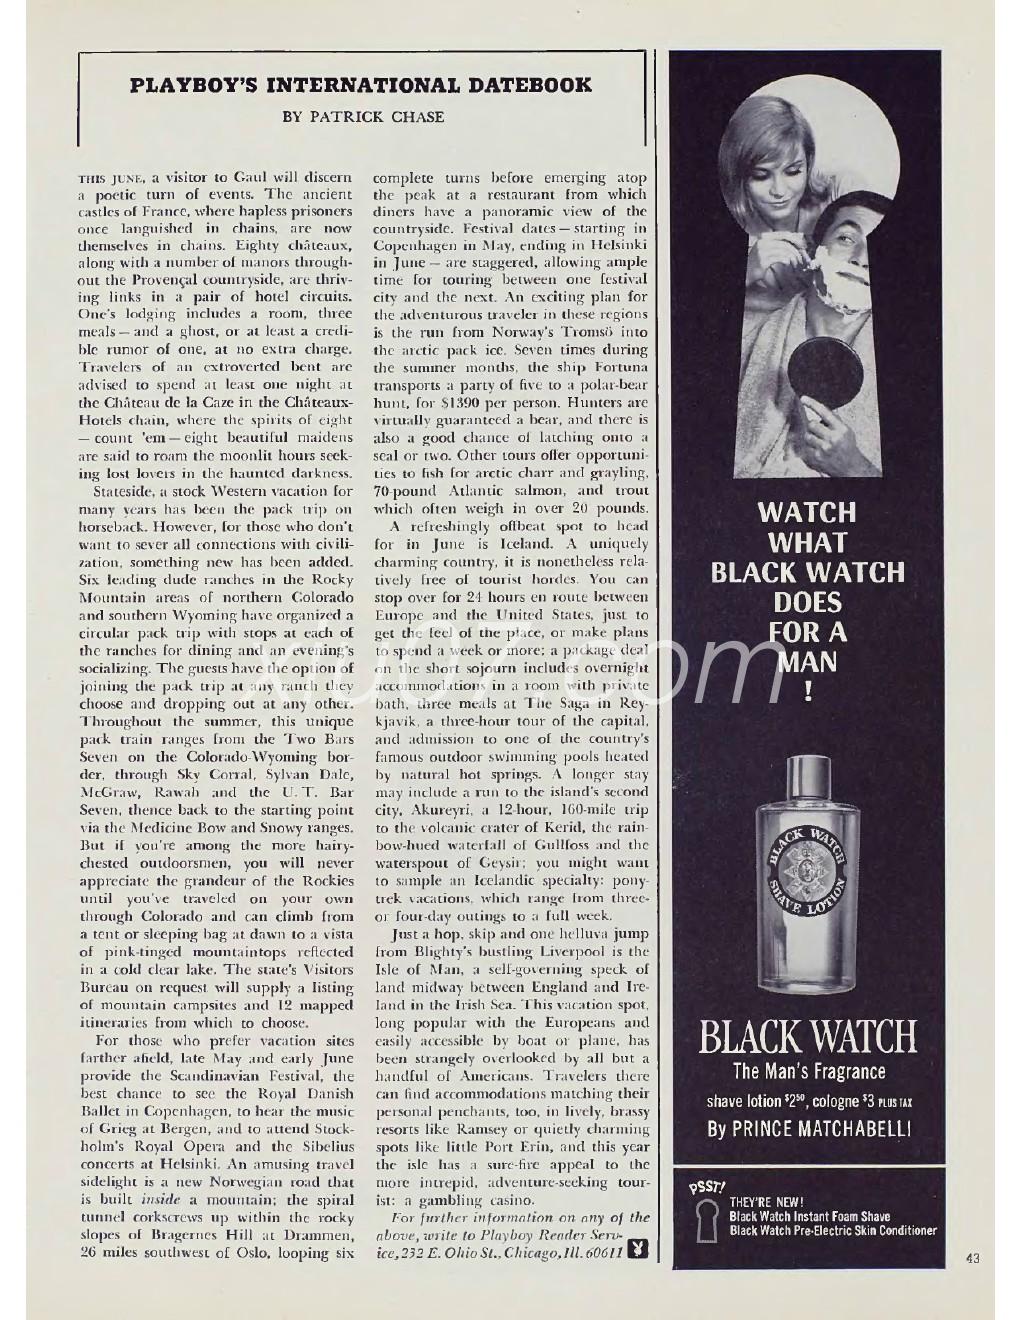 PLAYBOY'S INTERNATIONAL DATEBOOK
BY PATRICK CHASE
THIS JUNE, a visitor to Gaul will discern
a poetic turn of events. The ancient
castles of France, where hapless prisoners
once languished in chains, are now
themselves in chains. Eighty châteaux,
along with a number of manors through-
out the Provençal countryside, are thriv-
ing links in a pair of hotel circuits.
One's lodging includes a room, three
meals — and a ghost, or at least a credi-
ble rumor of one, at no extra charge.
Travelers of an extroverted bent are
advised to spend at least one night at
the Château de la Caze in the Châteaux-
Hotels chain, where the spirits of eight
— count 'em — eight beautiful maidens
are said to roam the moonlit hours seek-
ing lost lovers in the haunted darkness.
Stateside, a stock Western vacation for
many years has been the pack trip on
horseback. However, for those who don't
want to sever all connections with civili-
zation, something new has been added.
Six leading dude ranches in the Rocky
Mountain areas of northern Colorado
and southern Wyoming have organized a
circular pack trip with stops at each of
the ranches for dining and an evening's
socializing. The guests have the option of
joining the pack trip at any ranch they
choose and dropping out at any other.
Throughout the summer, this unique
pack train ranges from the Two Bars
Seven on the Colorado-Wyoming bor-
der, through Sky Corral, Sylvan Dale,
McGraw, Rawah and the U. T. Bar
Seven, thence back to the starting point
via the Medicine Bow and Snowy ranges.
But if you're among the more hairy-
chested outdoorsmen, you will never
appreciate the grandeur of the Rockies
until you've traveled on your own
through Colorado and can climb from
a tent or sleeping bag at dawn to a vista
of pink-tinged mountaintops reflected
in a cold clear lake. The state's Visitors
Bureau on request will supply a listing
of mountain campsites and 12 mapped
itineraries from which to choose.
For those who prefer vacation sites
farther afield, late May and early June
provide the Scandinavian Festival, the
best chance to see the Royal Danish
Ballet in Copenhagen, to hear the music
of Grieg at Bergen, and to attend Stock-
holm's Royal Opera and the Sibelius
concerts at Helsinki. An amusing travel
sidelight is a new Norwegian road that
is built inside a mountain; the spiral
tunnel corkscrews up within the rocky
slopes of Bragernes Hill at Drammen,
26 miles southwest of Oslo, looping six
complete turns before emerging atop
the peak at a restaurant from which
diners have a panoramic view of the
countryside. Festival dates — starting in
Copenhagen in May, ending in Helsinki
in June — are staggered, allowing ample
time for touring between one festival
city and the next. An exciting plan for
the adventurous traveler in these regions
is the run from Norway's Tromsö into
the arctic pack ice. Seven times during
the summer months, the ship Fortuna
transports a party of five to a polar-bear
hunt, for $1390 per person. Hunters are
virtually guaranteed a bear, and there is
also a good chance of latching onto a
seal or two. Other tours offer opportuni-
ties to fish for arctic charr and grayling,
70-pound Atlantic salmon, and trout
which often weigh in over 20 pounds.
A refreshingly offbeat spot to head
for in June is Iceland. A uniquely
charming country, it is nonetheless rela-
tively free of tourist hordes. You can
stop over for 24 hours en route between
Europe and the United States, just to
get the feel of the place, or make plans
to spend a week or more; a package deal
on the short sojourn includes overnight
accommodations in a room with private
bath, three meals at The Saga in Rey-
kjavik, a three-hour tour of the capital,
and admission to one of the country's
famous outdoor swimming pools heated
by natural hot springs. A longer stay
may include a run to the island's second
city, Akureyri, a 12-hour, 160-mile trip
to the volcanic crater of Kerid, the rain-
bow-hued waterfall of Gullfoss and the
waterspout of Geysir; you might want
to sample an Icelandic specialty: pony-
trek vacations, which range from three-
or four-day outings to a full week.
Just a hop, skip and one helluva jump
from Blighty's bustling Liverpool is the
Isle of Man, a self-governing speck of
land midway between England and Ire-
land in the Irish Sea. This vacation spot,
long popular with the Europeans and
easily accessible by boat or plane, has
been strangely overlooked by all but a
handful of Americans. Travelers there
can find accommodations matching their
personal penchants, too, in lively, brassy
resorts like Ramsey or quietly charming
spots like little Port Erin, and this year
the isle has a sure-fire appeal to the
more intrepid, adventure-seeking tour-
ist: a gambling casino.
For further information on any of the
above, write to Playboy Reader Serv-
ice, 232 E. Ohio St., Chicago, Ill. 60611
WATCH
WHAT
BLACK WATCH
DOES
FOR A
MAN
!
BLACK WATCH
SHAVE LOTION
BLACK WATCH
The Man's Fragrance
shave lotion $2⁵⁰, cologne $3 PLUS TAX
By PRINCE MATCHABELLI
PSST!
THEY'RE NEW!
Black Watch Instant Foam Shave
Black Watch Pre-Electric Skin Conditioner
43
xiu07.com